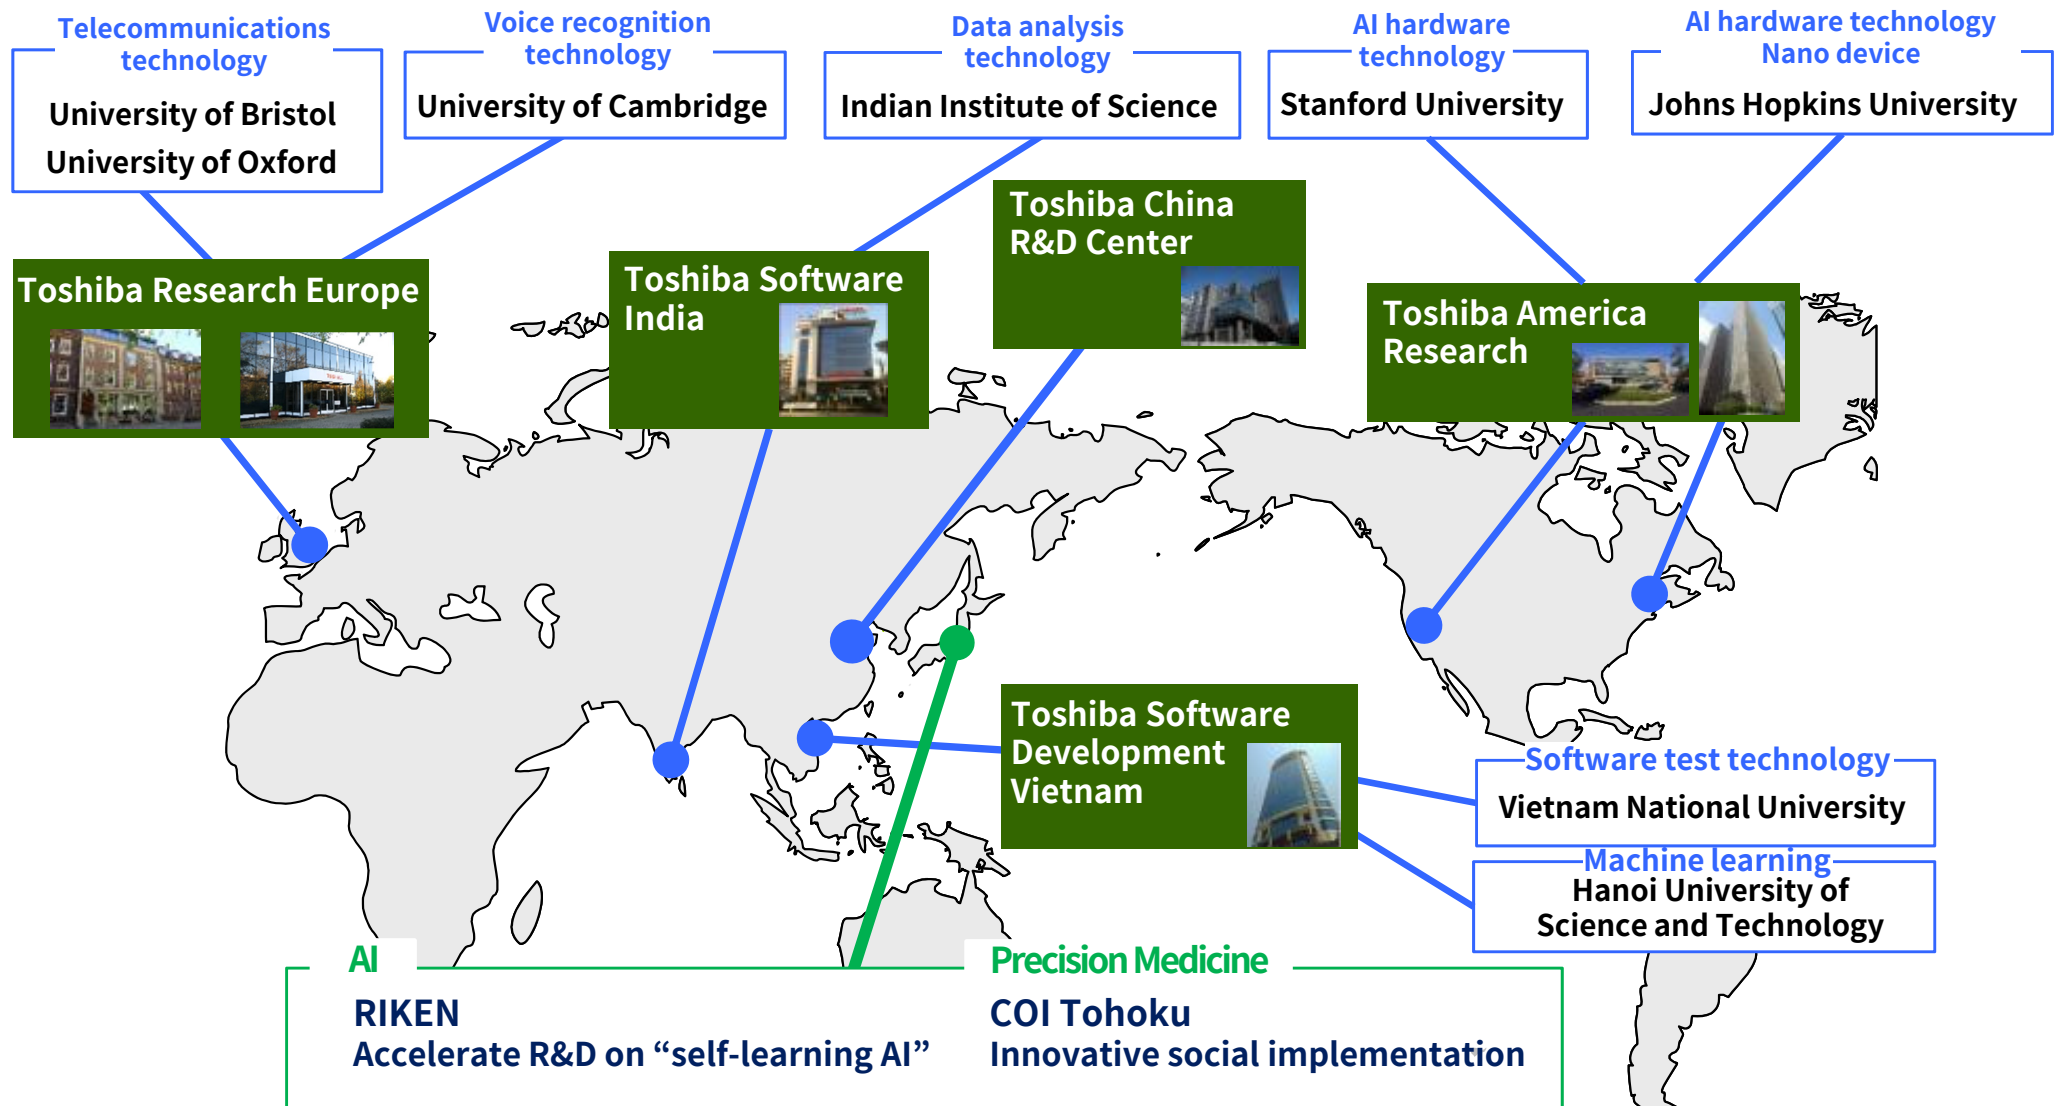 Telecommunications
technology
University of Bristol
University of Oxford
Voice recognition
technology
University of Cambridge
Data analysis
technology
Indian Institute of Science
AI hardware
technology
Stanford University
AI hardware technology
Nano device
Johns Hopkins University
Toshiba Research Europe
Toshiba Software
India
Toshiba China
R&D Center
Toshiba America
Research
Toshiba Software
Development
Vietnam
Software test technology
Vietnam National University
Machine learning
Hanoi University of
Science and Technology
AI
RIKEN
Accelerate R&D on “self-learning AI”
Precision Medicine
COI Tohoku
Innovative social implementation